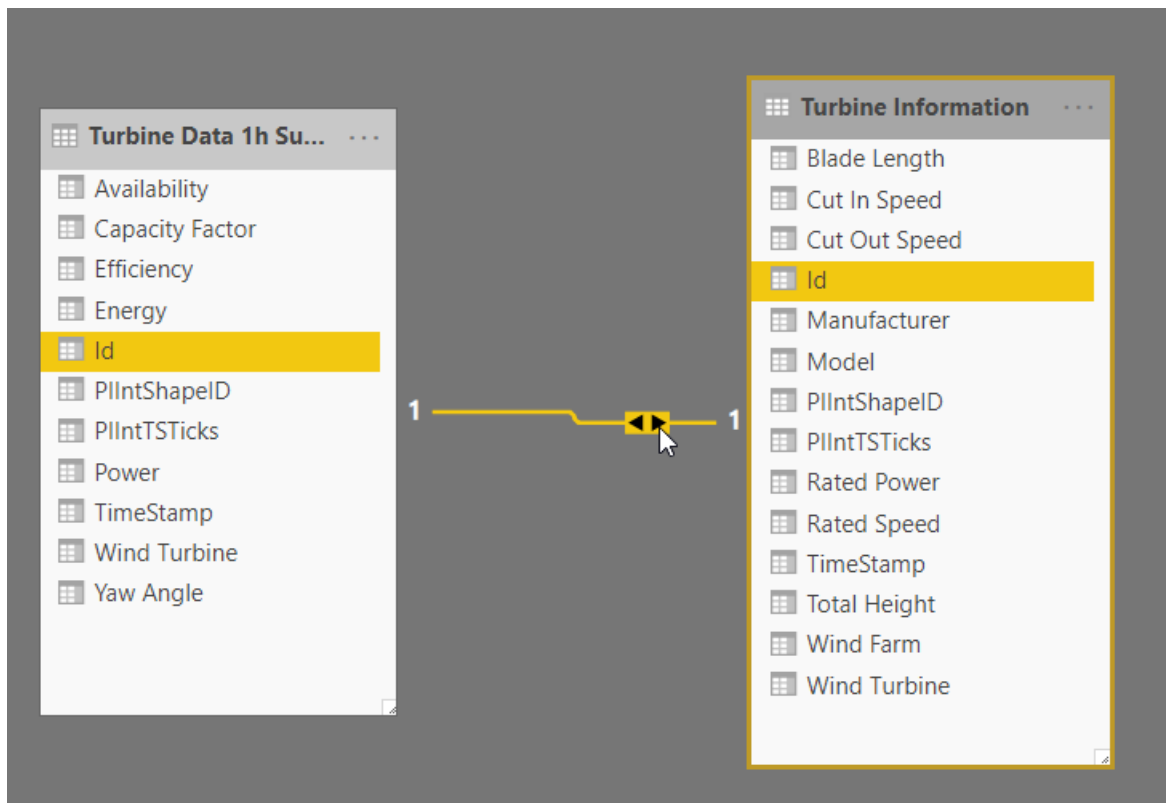 Turbine Data 1h Su...
Availability
Capacity Factor
Efficiency
Energy
Id
PIIntShapeID
PIIntTSTicks
Power
TimeStamp
Wind Turbine
Yaw Angle
1
1
Turbine Information
Blade Length
Cut In Speed
Cut Out Speed
Id
Manufacturer
Model
PIIntShapeID
PIIntTSTicks
Rated Power
Rated Speed
TimeStamp
Total Height
Wind Farm
Wind Turbine